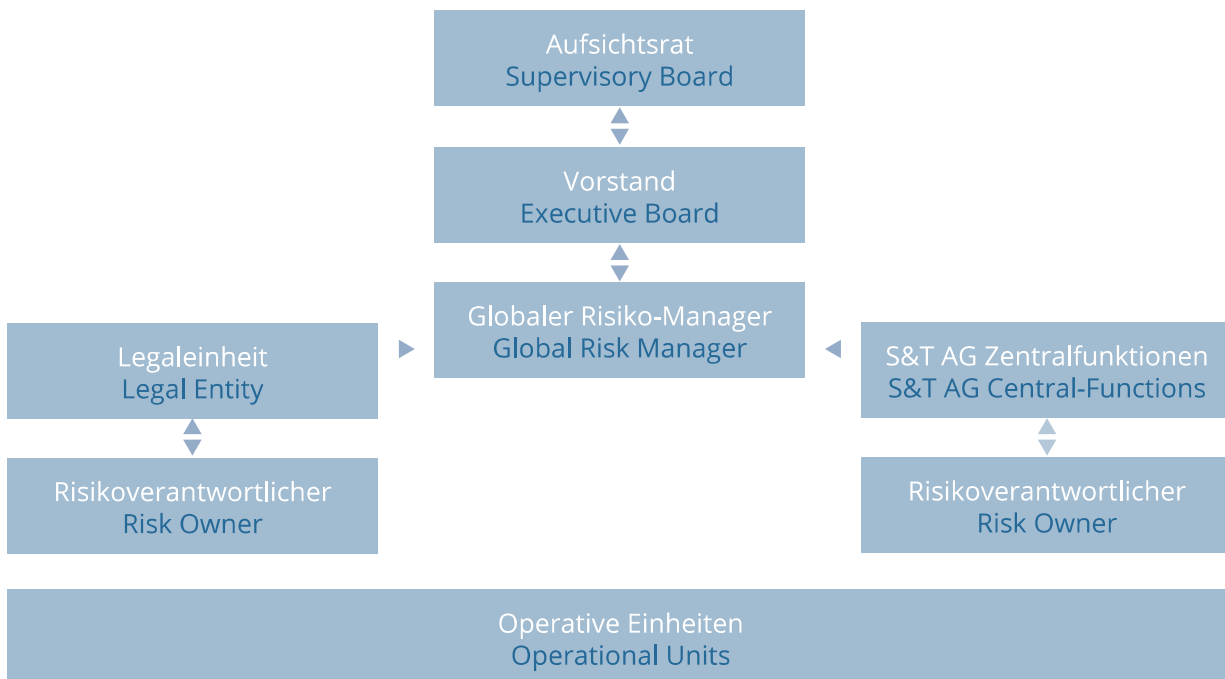 Aufsichtsrat
Supervisory Board
Vorstand
Executive Board
Globaler Risiko-Manager
Global Risk Manager
Legaleinheit
Legal Entity
S&T AG Zentralfunktionen
S&T AG Central-Functions
Risikoverantwortlicher
Risk Owner
Risikoverantwortlicher
Risk Owner
Operative Einheiten
Operational Units